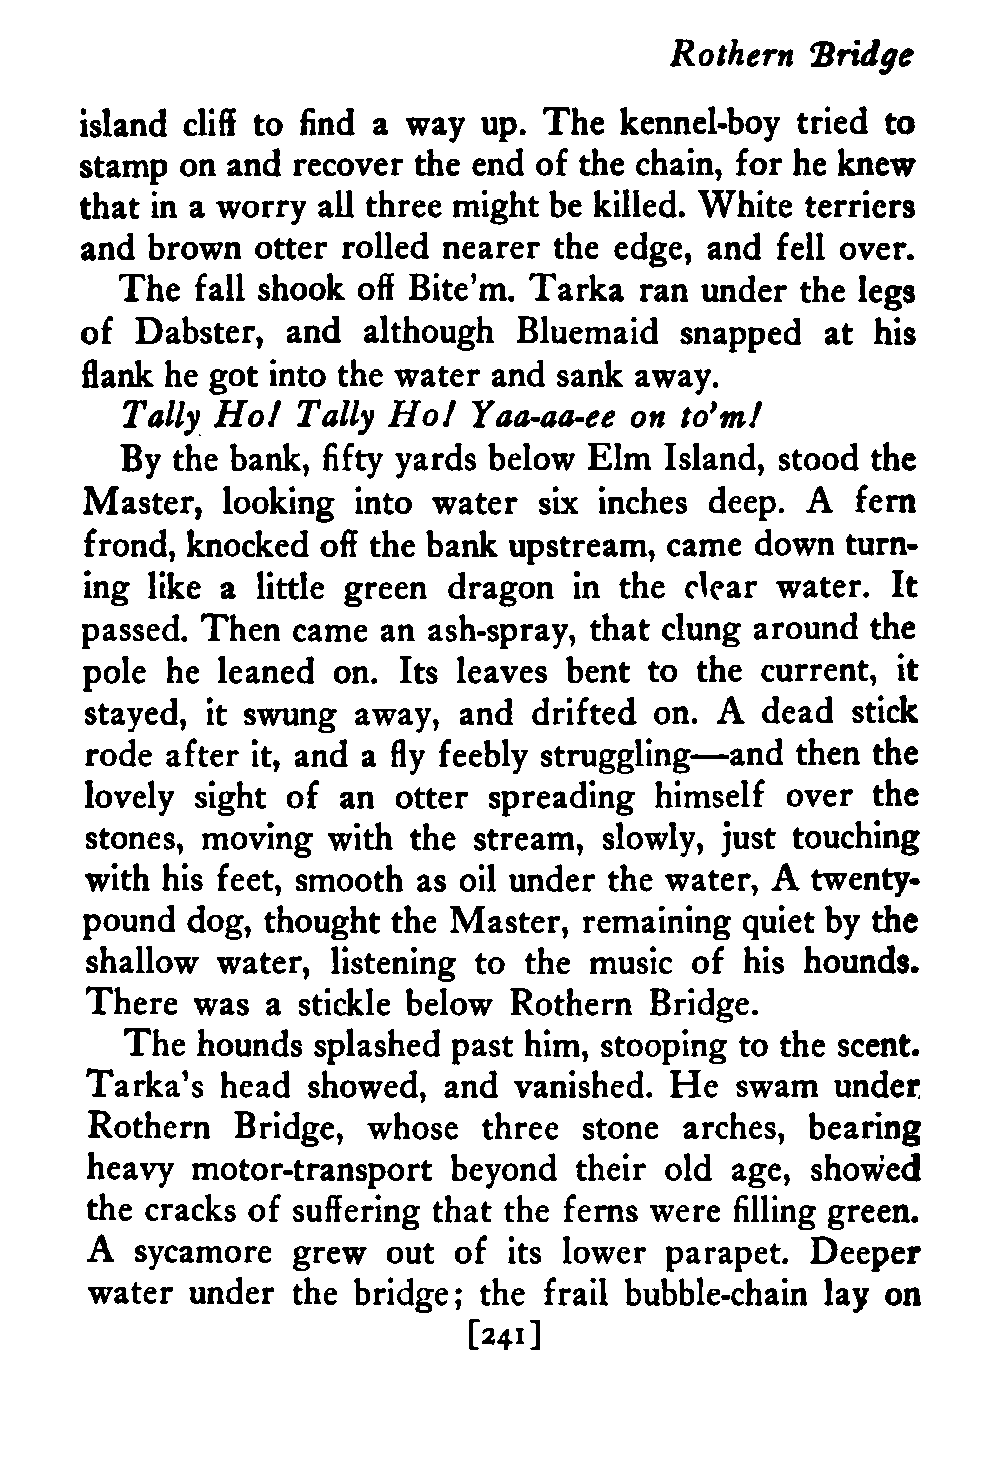 Rothern Bridge
island cliff to find a way up. The kennel-boy tried to
stamp on and recover the end of the chain, for he knew
that in a worry all three might be killed. White terriers
and brown otter rolled nearer the edge, and fell over.
The fall shook off Bite'm. Tarka ran under the legs
of Dabster, and although Bluemaid snapped at his
flank he got into the water and sank away.
Tally Ho! Tally Ho! Yaa-aa-ee on to'm!
By the bank, fifty yards below Elm Island, stood the
Master, looking into water six inches deep. A fern
frond, knocked off the bank upstream, came down turn-
ing like a little green dragon in the clear water. It
passed. Then came an ash-spray, that clung around the
pole he leaned on. Its leaves bent to the current, it
stayed, it swung away, and drifted on. A dead stick
rode after it, and a fly feebly struggling—and then the
lovely sight of an otter spreading himself over the
stones, moving with the stream, slowly, just touching
with his feet, smooth as oil under the water, A twenty-
pound dog, thought the Master, remaining quiet by the
shallow water, listening to the music of his hounds.
There was a stickle below Rothern Bridge.
The hounds splashed past him, stooping to the scent.
Tarka's head showed, and vanished. He swam under
Rothern Bridge, whose three stone arches, bearing
heavy motor-transport beyond their old age, showed
the cracks of suffering that the ferns were filling green.
A sycamore grew out of its lower parapet. Deeper
water under the bridge; the frail bubble-chain lay on
[241]